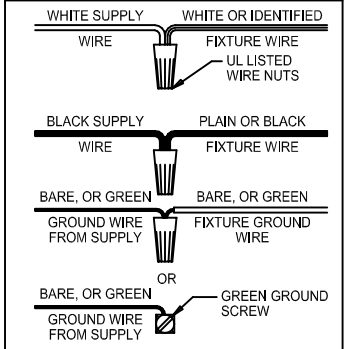 WHITE SUPPLY WHITE OR IDENTIFIED
WIRE FIXTURE WIRE
UL LISTED
WIRE NUTS
BLACK SUPPLY PLAIN OR BLACK
WIRE FIXTURE WIRE
BARE, OR GREEN BARE, OR GREEN
GROUND WIRE FIXTURE GROUND
FROM SUPPLY WIRE
OR
BARE, OR GREEN GREEN GROUND
SCREW
GROUND WIRE
FROM SUPPLY